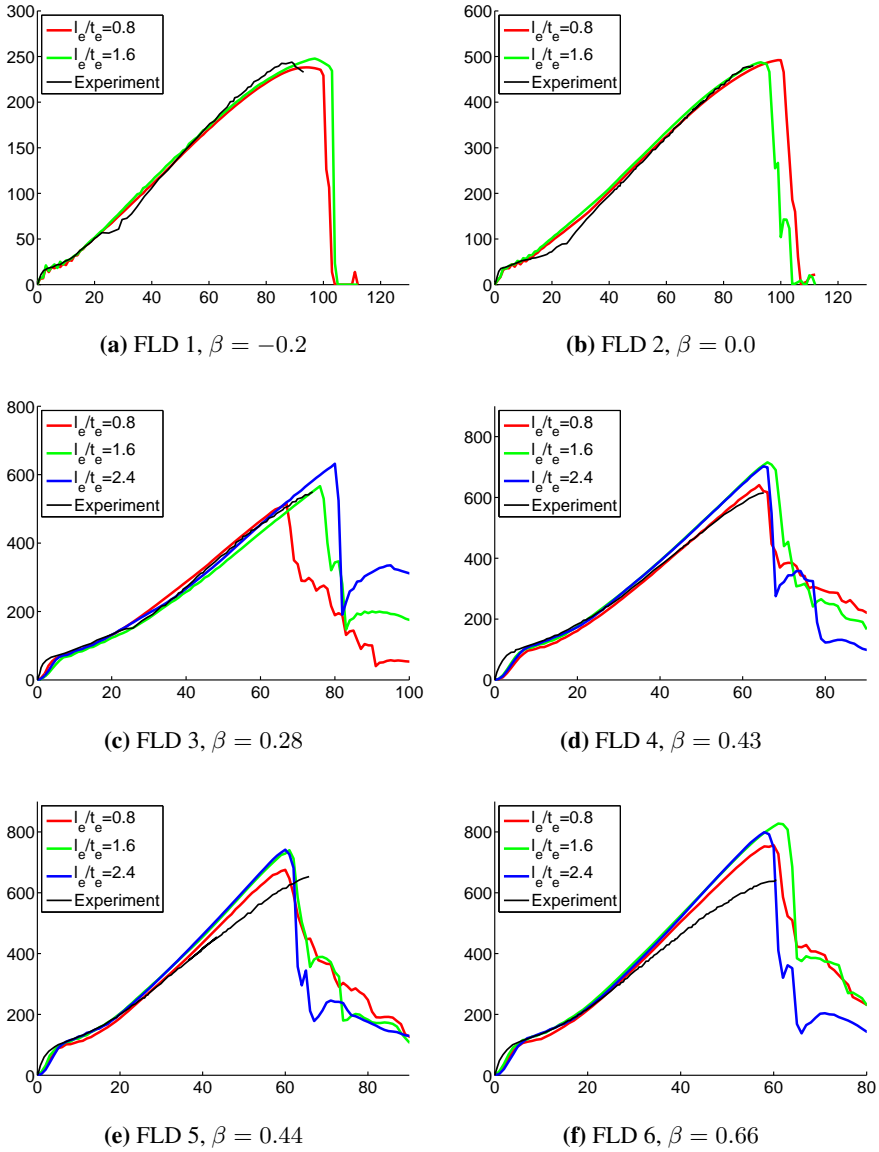 300
250
200
150
100
50
0
0 20 40 60 80 100 120
l_e/t_e=0.8
l_e/t_e=1.6
Experiment
(a) FLD 1, β = −0.2
600
500
400
300
200
100
0
0 20 40 60 80 100 120
l_e/t_e=0.8
l_e/t_e=1.6
Experiment
(b) FLD 2, β = 0.0
800
600
400
200
0
0 20 40 60 80 100
l_e/t_e=0.8
l_e/t_e=1.6
l_e/t_e=2.4
Experiment
(c) FLD 3, β = 0.28
800
600
400
200
0
0 20 40 60 80
l_e/t_e=0.8
l_e/t_e=1.6
l_e/t_e=2.4
Experiment
(d) FLD 4, β = 0.43
800
600
400
200
0
0 20 40 60 80
l_e/t_e=0.8
l_e/t_e=1.6
l_e/t_e=2.4
Experiment
(e) FLD 5, β = 0.44
800
600
400
200
0
0 20 40 60 80
l_e/t_e=0.8
l_e/t_e=1.6
l_e/t_e=2.4
Experiment
(f) FLD 6, β = 0.66